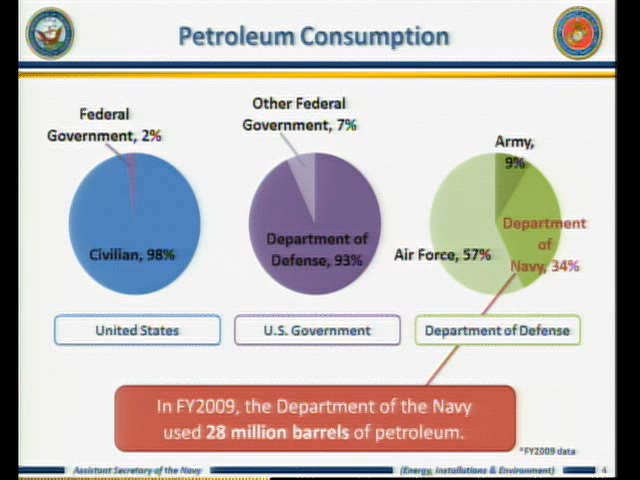 Petroleum Consumption
Federal
Government, 2%
Civilian, 98%
United States
Other Federal
Government, 7%
Department of
Defense, 93%
U.S. Government
Army,
9%
Department
of
Navy, 34%
Air Force, 57%
Department of Defense
In FY2009, the Department of the Navy
used 28 million barrels of petroleum.
*FY2009 data
Assistant Secretary of the Navy
(Energy, Installations & Environment)
4